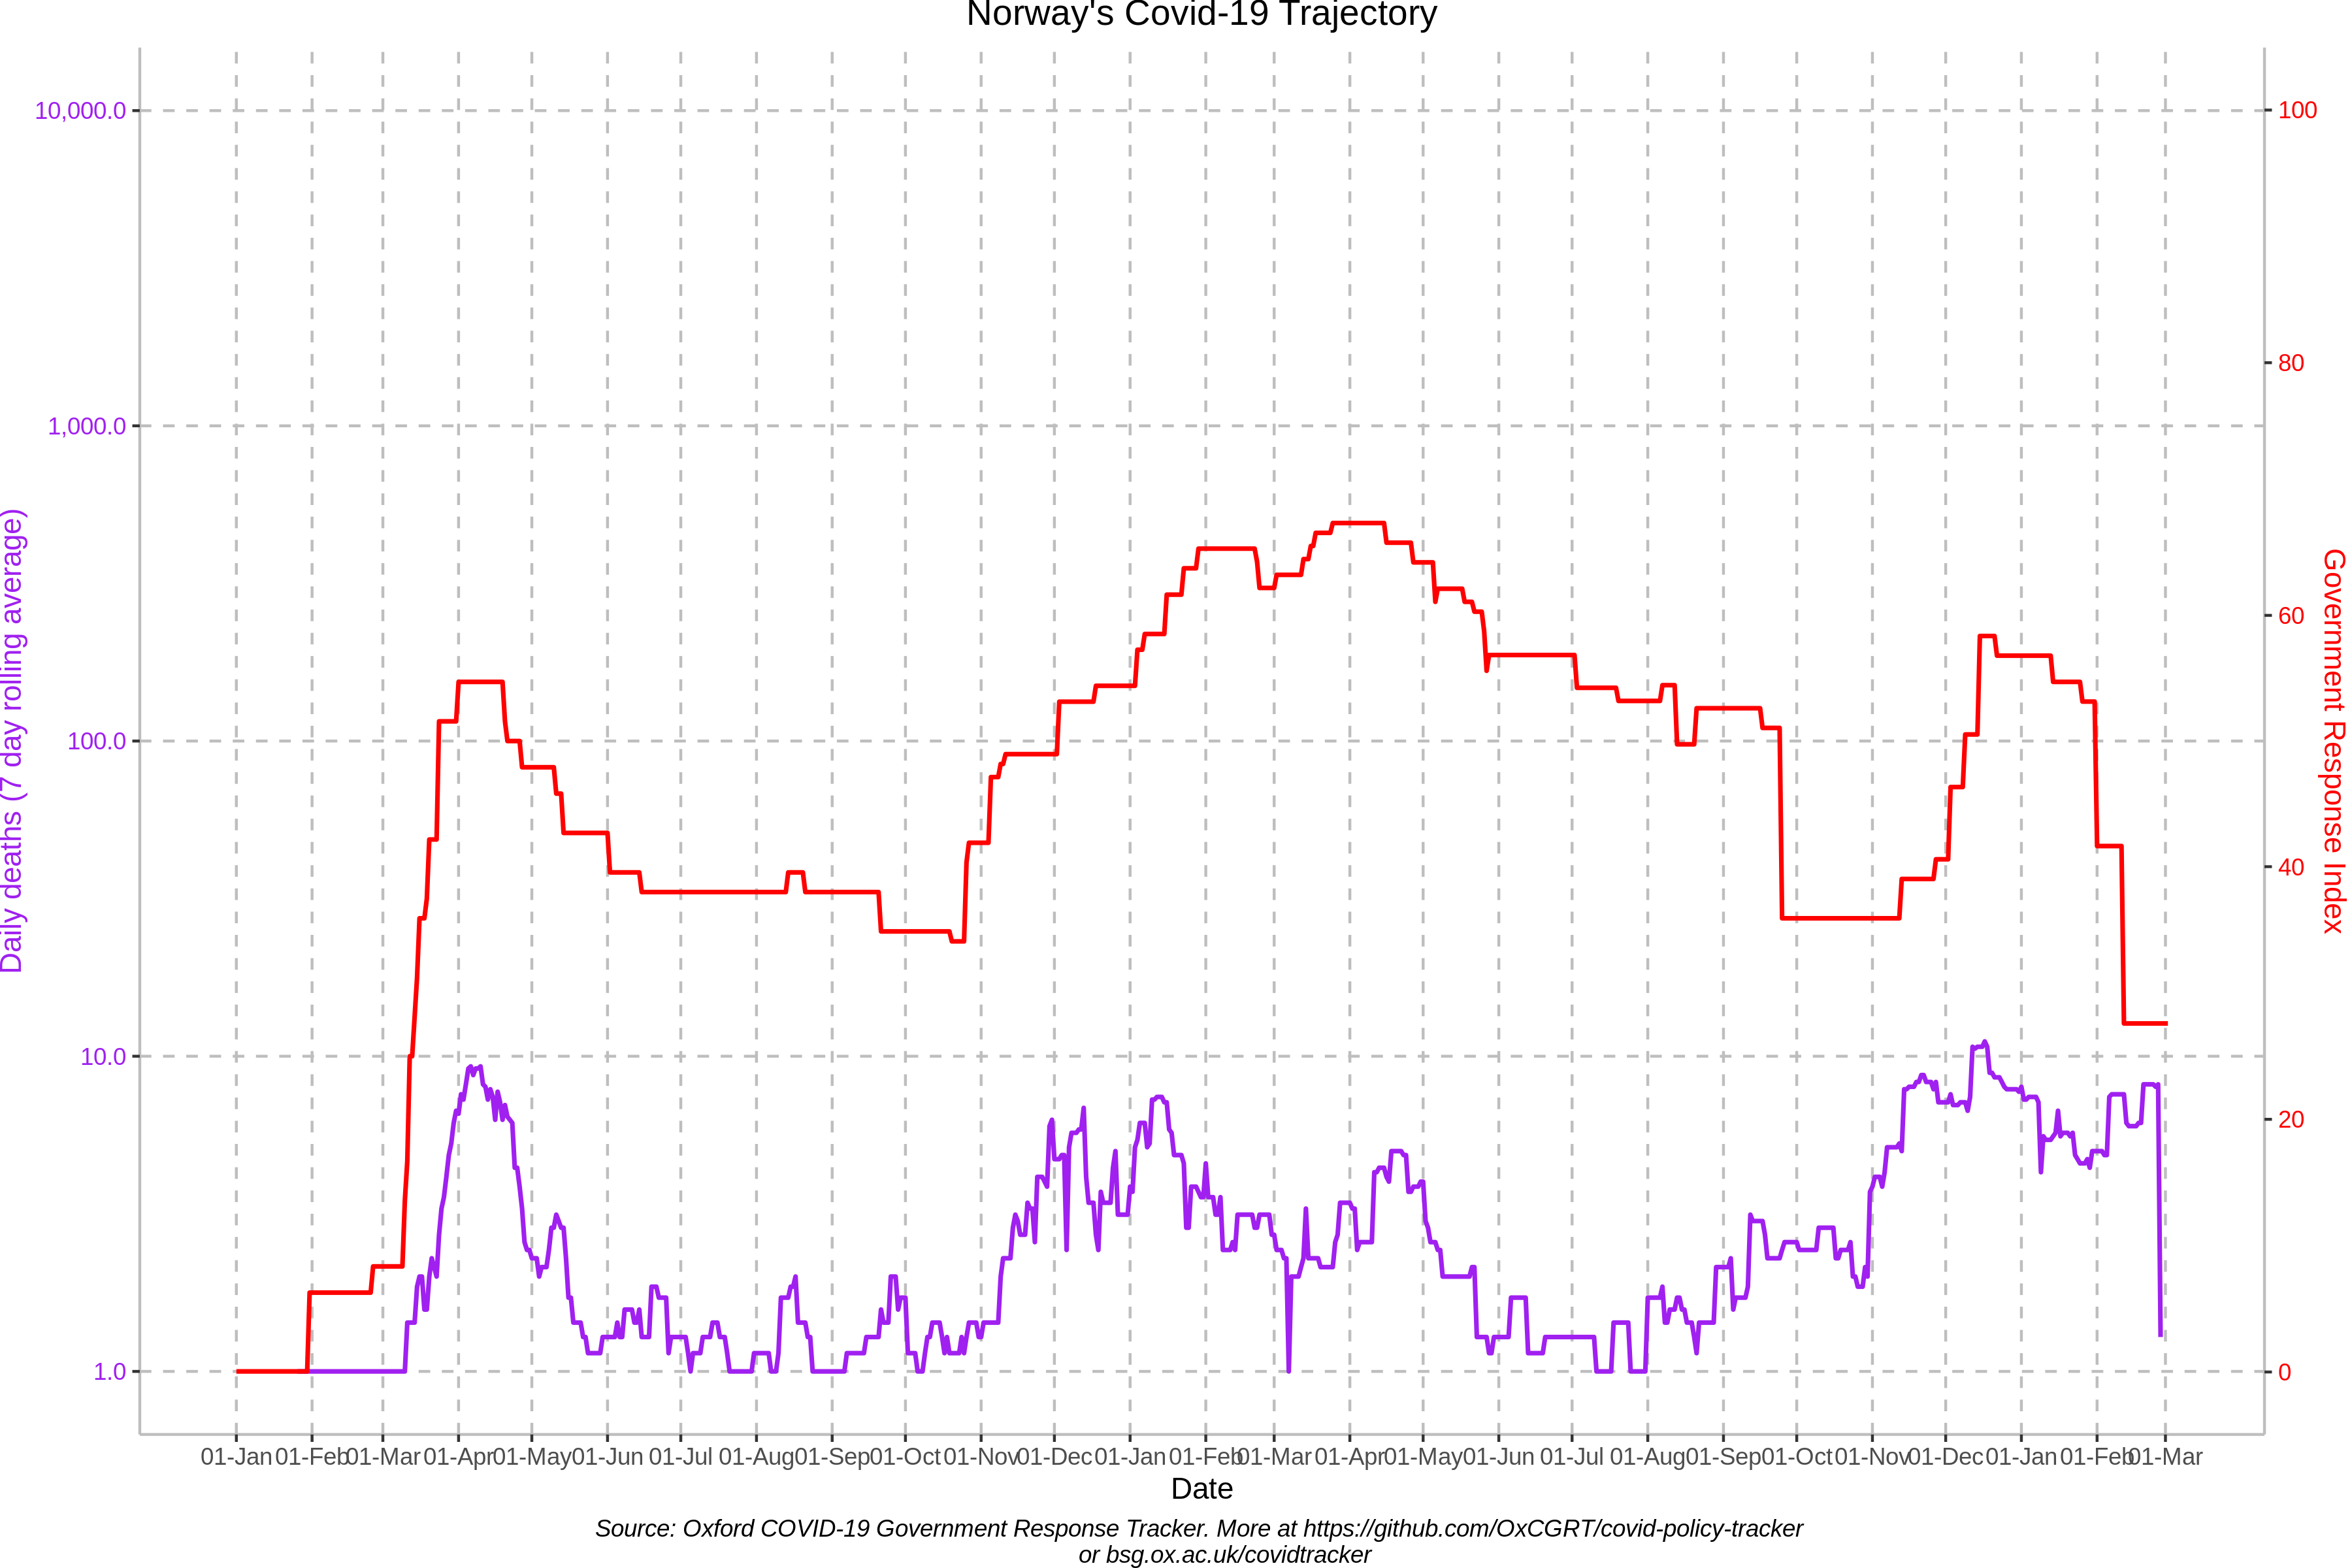 Norway's Covid-19 Trajectory
10,000.0
1,000.0
100.0
10.0
1.0
Daily deaths (7 day rolling average)
100
80
60
40
20
0
Government Response Index
01-Jan 01-Feb 01-Mar 01-Apr 01-May 01-Jun 01-Jul 01-Aug 01-Sep 01-Oct 01-Nov 01-Dec 01-Jan 01-Feb 01-Mar 01-Apr 01-May 01-Jun 01-Jul 01-Aug 01-Sep 01-Oct 01-Nov 01-Dec 01-Jan 01-Feb 01-Mar
Date
Source: Oxford COVID-19 Government Response Tracker. More at https://github.com/OxCGRT/covid-policy-tracker
or bsg.ox.ac.uk/covidtracker